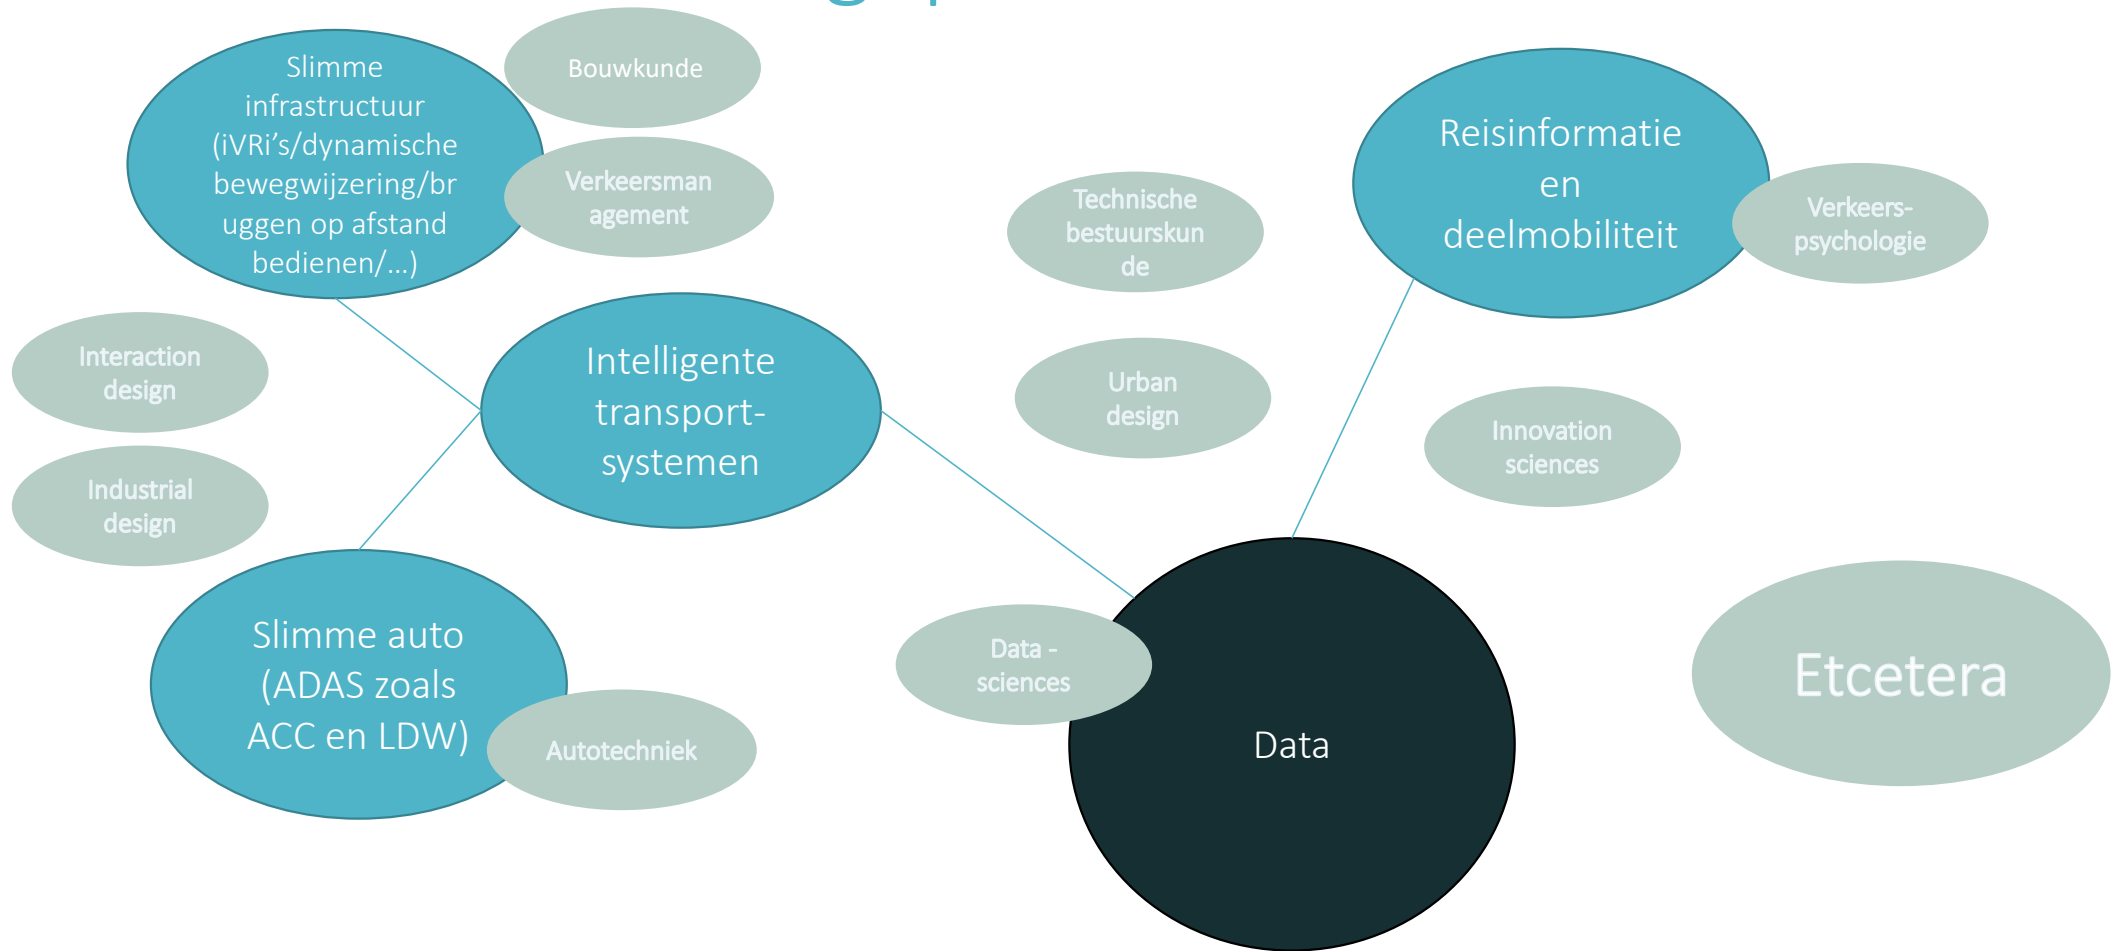 Slimme
infrastructuur
(iVRi's/dynamische
bewegwijzering/br
uggen op afstand
bedienen/...)
Bouwkunde
Verkeersman
agement
Technische
bestuurskun
de
Reisinformatie
en
deelmobiliteit
Verkeers-
psychologie
Interaction
design
Intelligente
transport-
systemen
Urban
design
Innovation
sciences
Industrial
design
Slimme auto
(ADAS zoals
ACC en LDW)
Autotechniek
Data -
sciences
Data
Etcetera